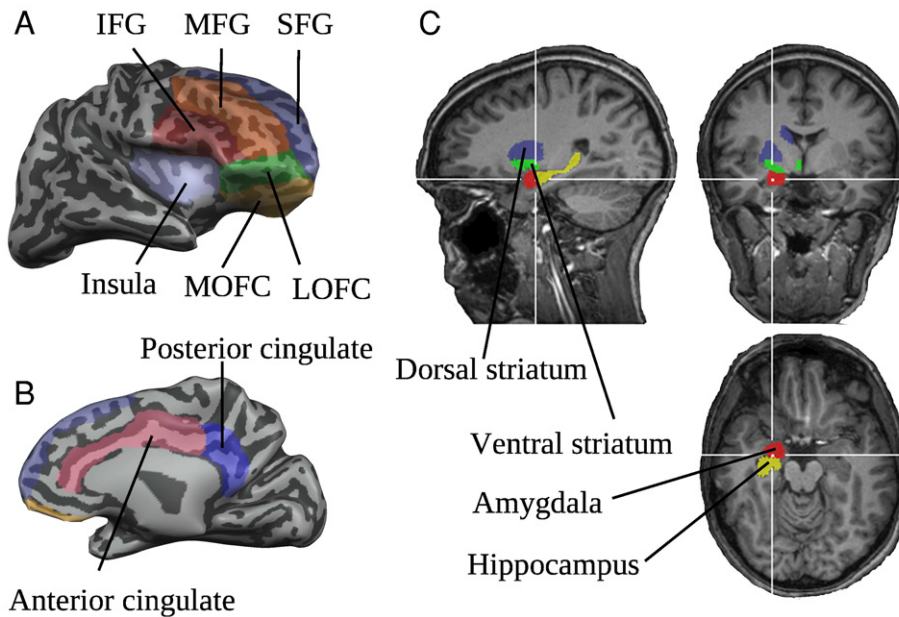 A
IFG MFG SFG
Insula MOFC LOFC
B
Posterior cingulate
Anterior cingulate
C
Dorsal striatum
Ventral striatum
Amygdala
Hippocampus